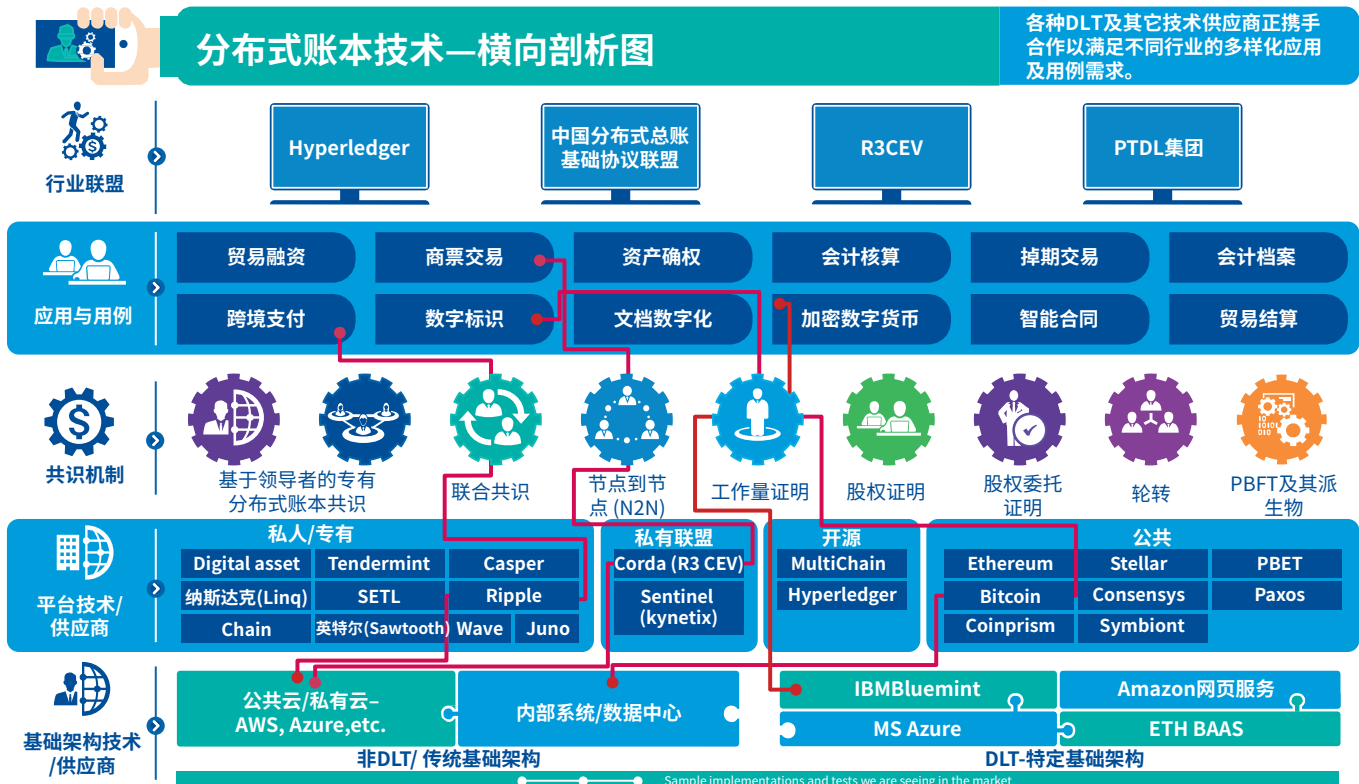 分布式账本技术—横向剖析图
各种DLT及其它技术供应商正携手
合作以满足不同行业的多样化应用
及用例需求。
行业联盟
Hyperledger
中国分布式总账
基础协议联盟
R3CEV
PTDL集团
应用与用例
贸易融资
商票交易
资产确权
会计核算
掉期交易
会计档案
跨境支付
数字标识
文档数字化
加密数字货币
智能合同
贸易结算
共识机制
基于领导者的专有
分布式账本共识
联合共识
节点到节
点 (N2N)
工作量证明
股权证明
股权委托
证明
轮转
PBFT及其派
生物
10
01010
010
平台技术/
供应商
私人/专有
Digital asset
Tendermint
Casper
纳斯达克(Linq)
SETL
Ripple
Chain
英特尔(Sawtooth)
Wave
Juno
私有联盟
Corda (R3 CEV)
Sentinel
(kynetix)
开源
MultiChain
Hyperledger
公共
Ethereum
Stellar
PBET
Bitcoin
Consensys
Paxos
Coinprism
Symbiont
基础架构技术
/供应商
公共云/私有云–
AWS, Azure,etc.
内部系统/数据中心
IBMBluemint
Amazon网页服务
MS Azure
ETH BAAS
非DLT/ 传统基础架构
DLT-特定基础架构
Sample implementations and tests we are seeing in the market